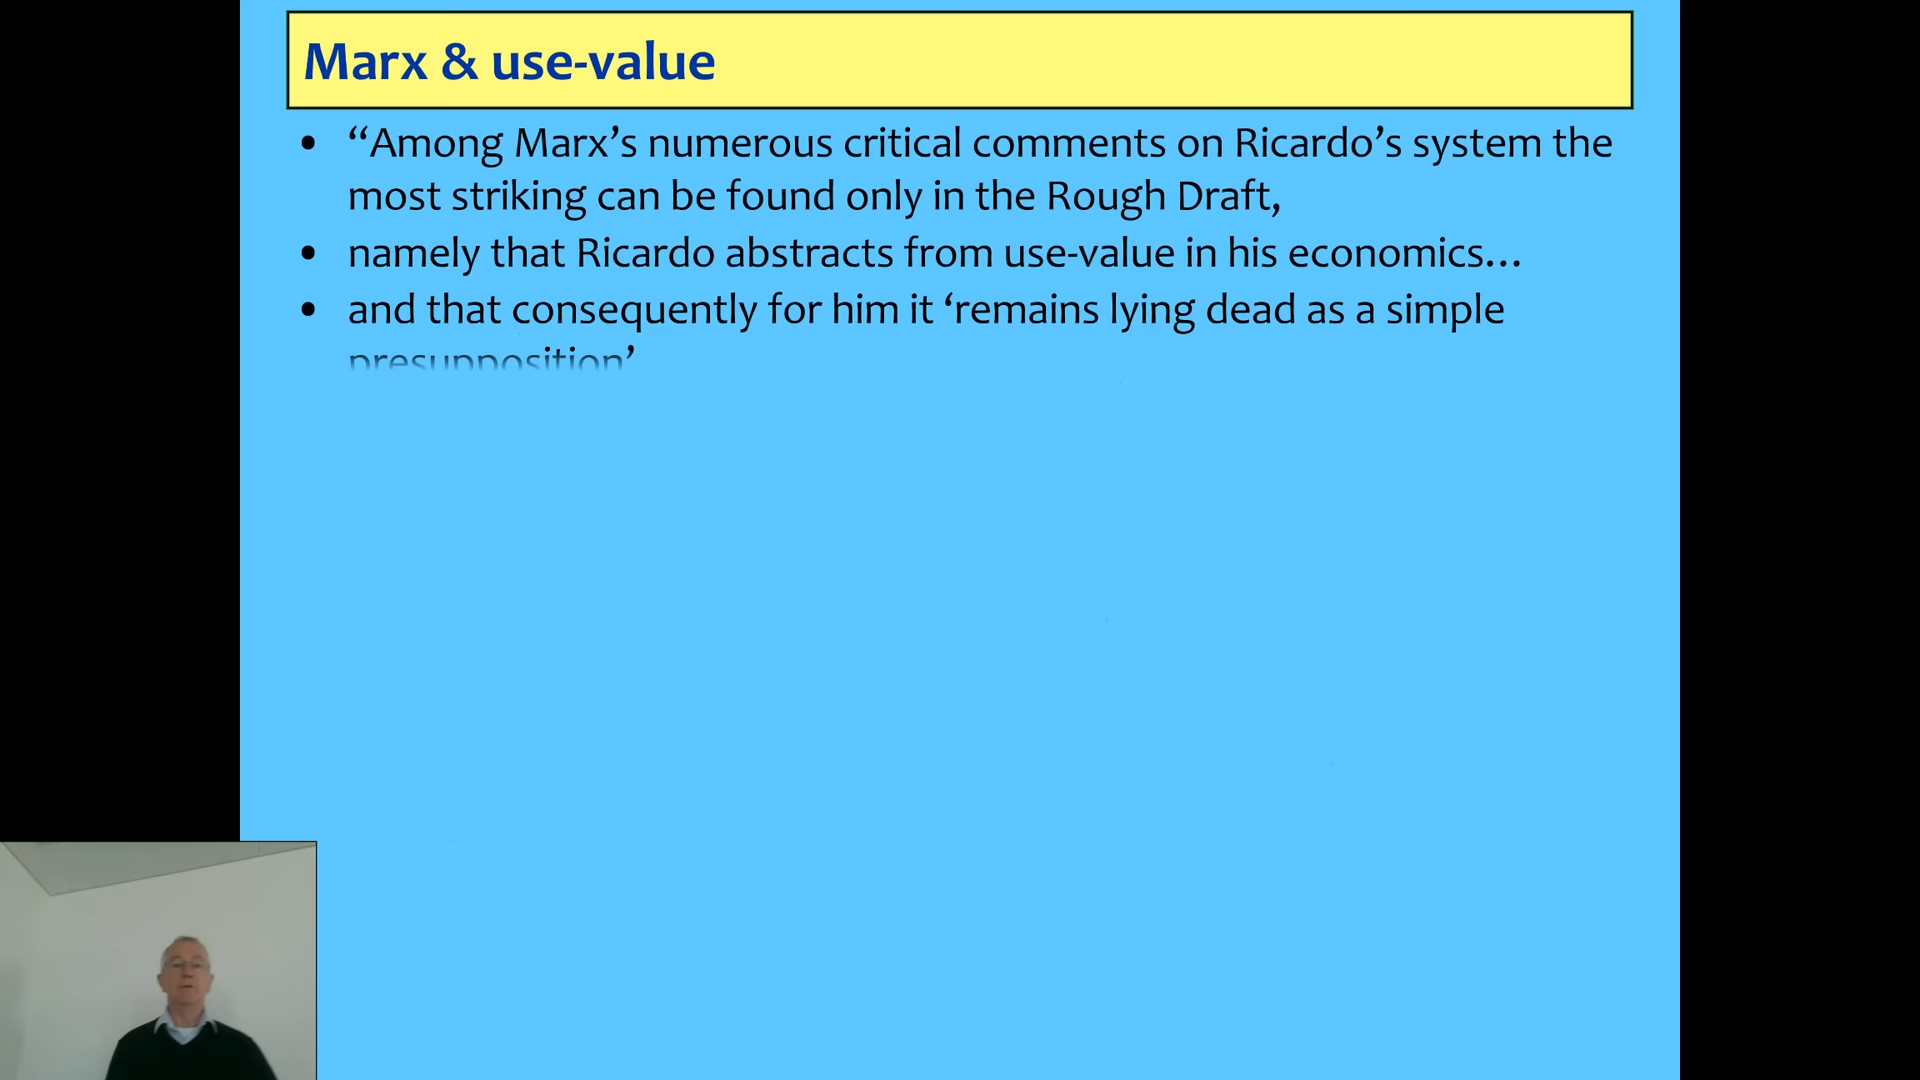 Marx & use-value
• “Among Marx’s numerous critical comments on Ricardo’s system the
most striking can be found only in the Rough Draft,
• namely that Ricardo abstracts from use-value in his economics…
• and that consequently for him it ‘remains lying dead as a simple
presupposition’